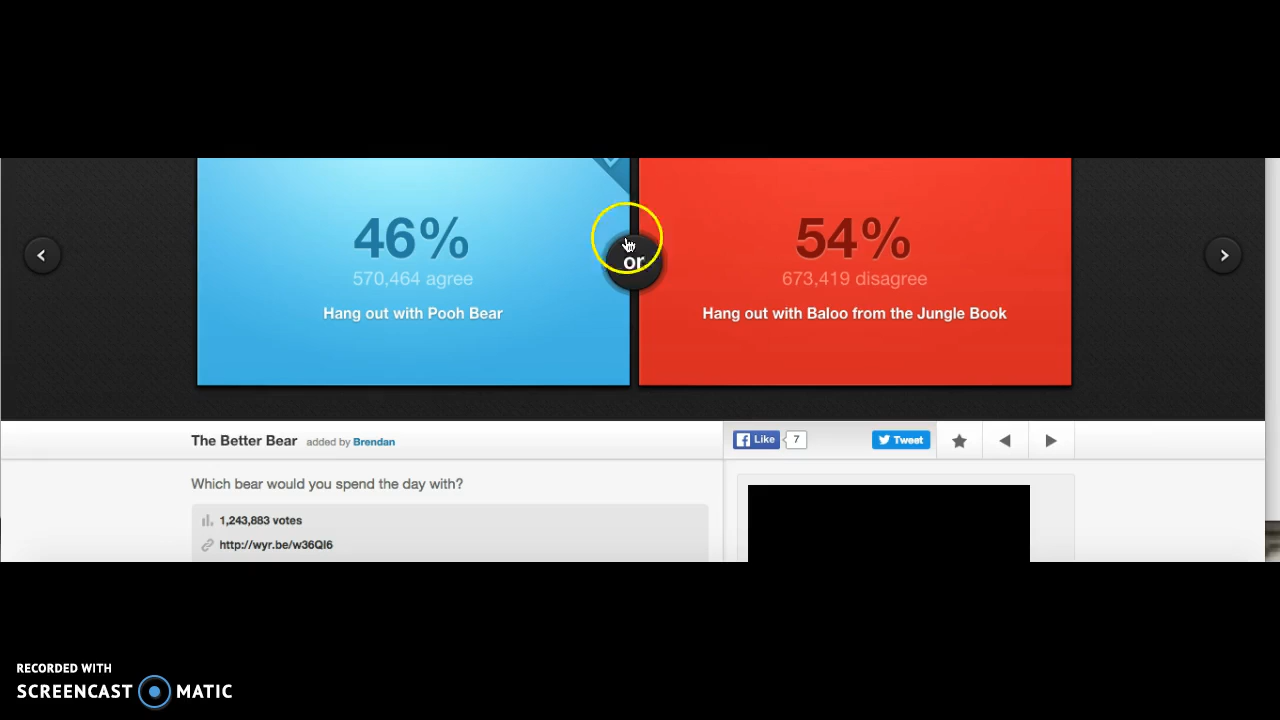 46%
570,464 agree
Hang out with Pooh Bear
or
54%
673,419 disagree
Hang out with Baloo from the Jungle Book
The Better Bear added by Brendan
Like 7
Tweet
Which bear would you spend the day with?
1,243,883 votes
http://wyr.be/w36Ql6
RECORDED WITH
SCREENCAST MATIC